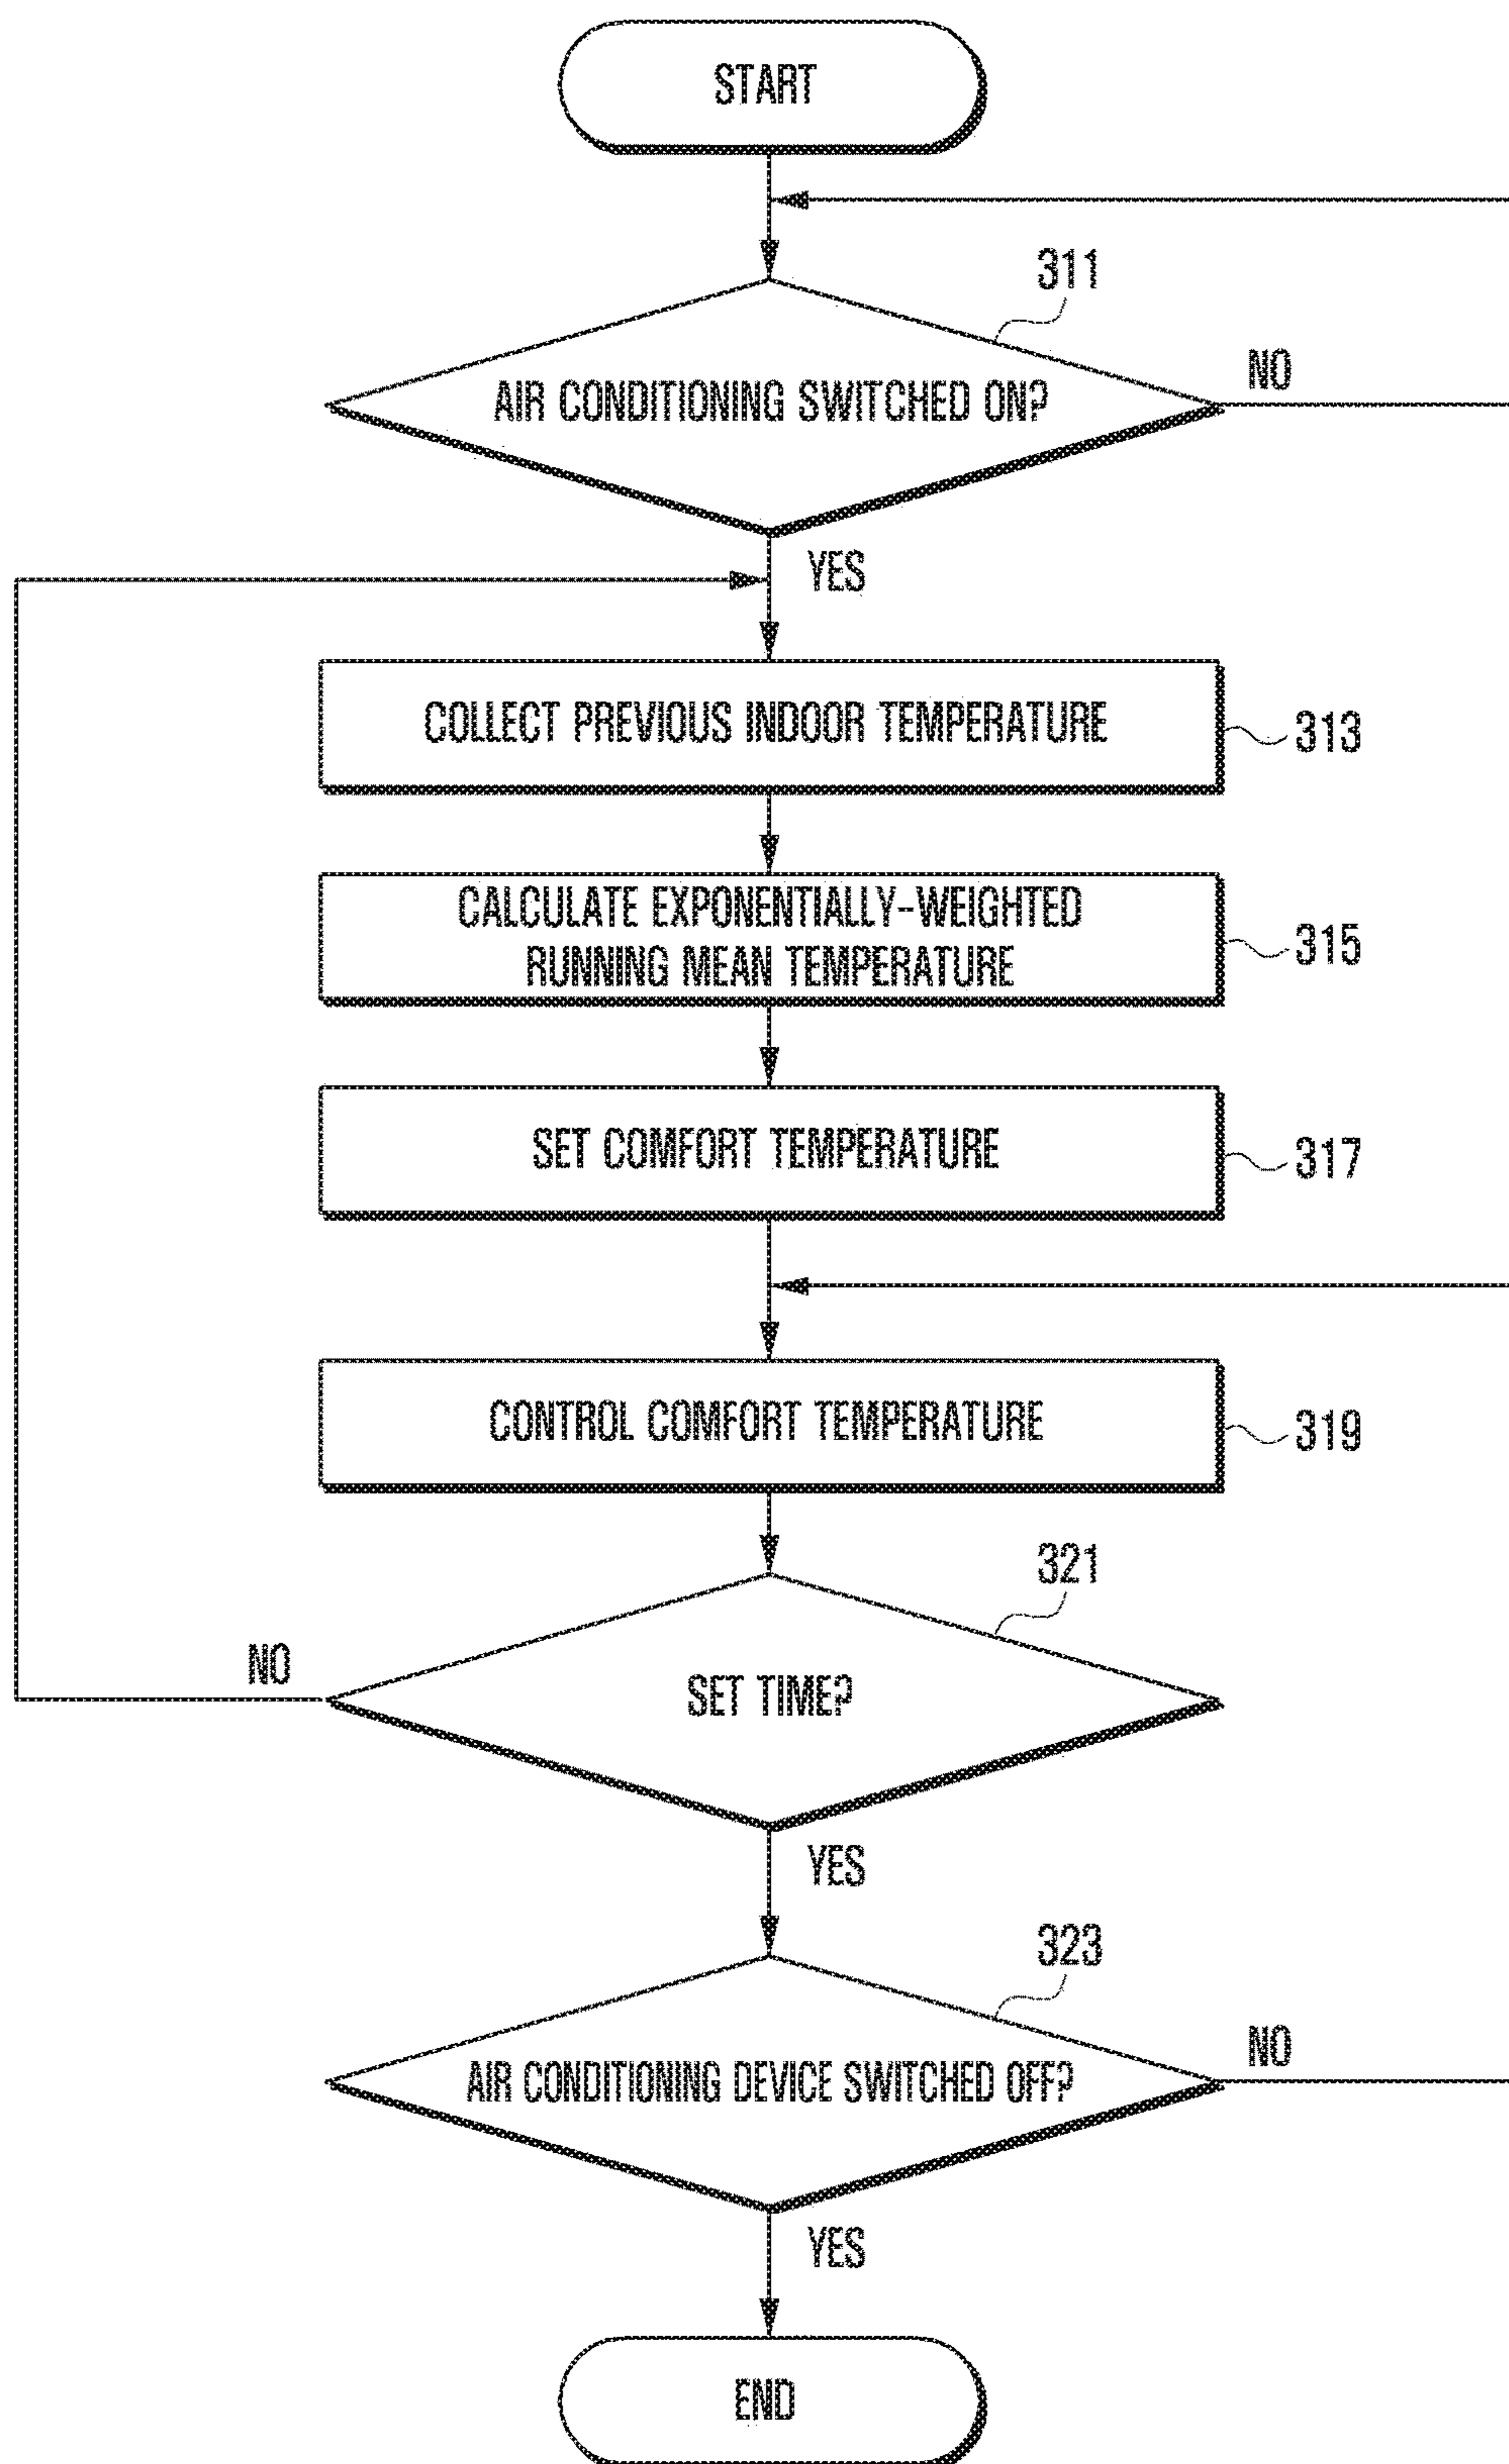 START
311
AIR CONDITIONING SWITCHED ON?
NO
YES
COLLECT PREVIOUS INDOOR TEMPERATURE
313
CALCULATE EXPONENTIALLY-WEIGHTED
RUNNING MEAN TEMPERATURE
315
SET COMFORT TEMPERATURE
317
CONTROL COMFORT TEMPERATURE
319
321
NO
SET TIME?
YES
323
NO
AIR CONDITIONING DEVICE SWITCHED OFF?
YES
END